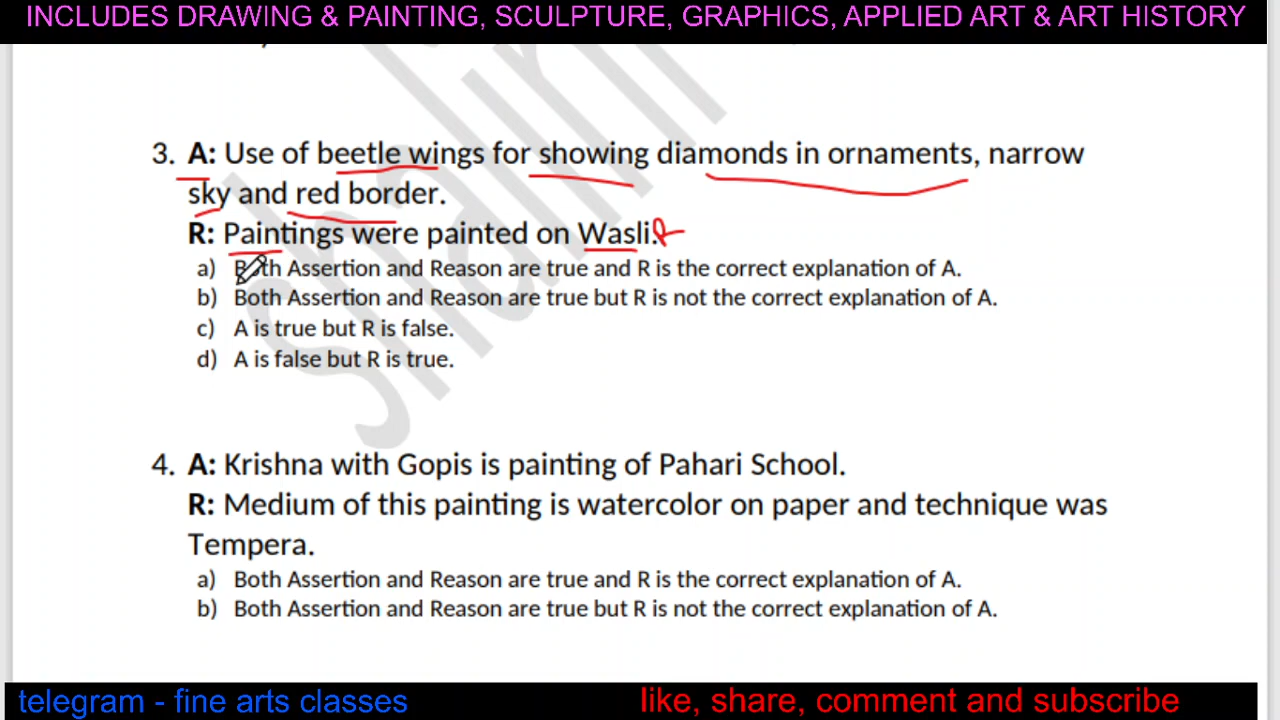 INCLUDES DRAWING & PAINTING, SCULPTURE, GRAPHICS, APPLIED ART & ART HISTORY
3. A: Use of beetle wings for showing diamonds in ornaments, narrow
sky and red border.
R: Paintings were painted on Wasli.
a) Both Assertion and Reason are true and R is the correct explanation of A.
b) Both Assertion and Reason are true but R is not the correct explanation of A.
c) A is true but R is false.
d) A is false but R is true.
4. A: Krishna with Gopis is painting of Pahari School.
R: Medium of this painting is watercolor on paper and technique was
Tempera.
a) Both Assertion and Reason are true and R is the correct explanation of A.
b) Both Assertion and Reason are true but R is not the correct explanation of A.
telegram - fine arts classes
like, share, comment and subscribe